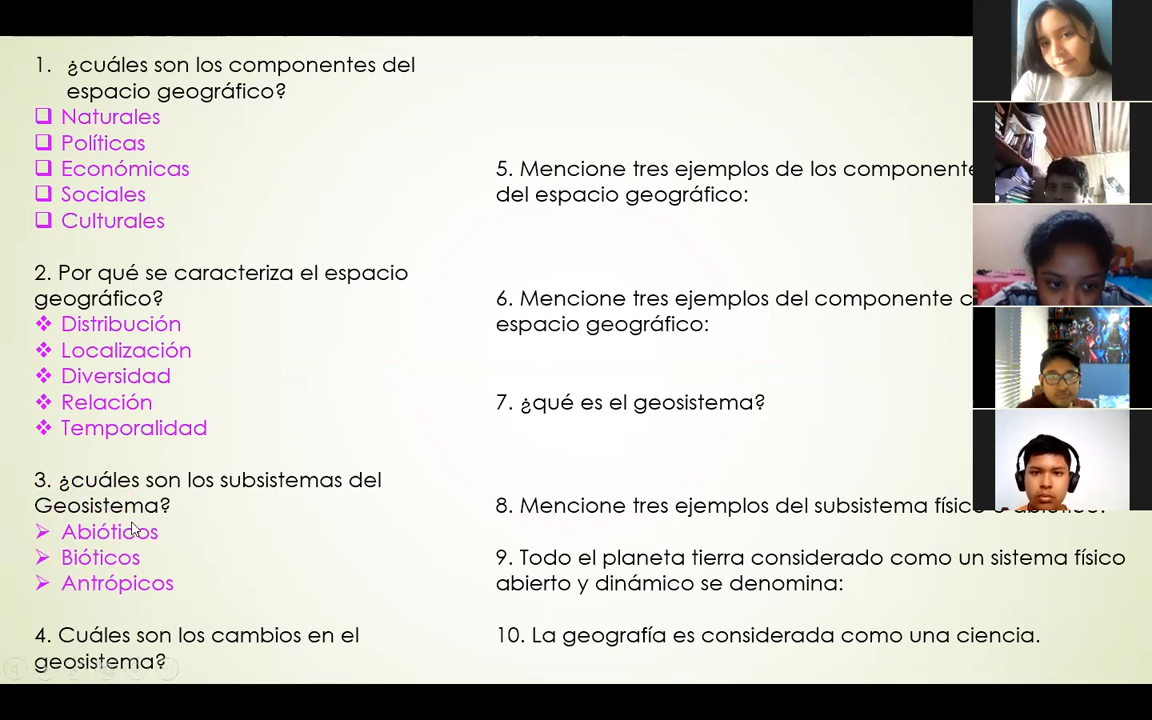 1. ¿cuáles son los componentes del
espacio geográfico?
Naturales
Políticas
Económicas
Sociales
Culturales
2. Por qué se caracteriza el espacio
geográfico?
Distribución
Localización
Diversidad
Relación
Temporalidad
3. ¿cuáles son los subsistemas del
Geosistema?
Abióticos
Bióticos
Antrópicos
4. Cuáles son los cambios en el
geosistema?
5. Mencione tres ejemplos de los
del espacio geográfico:
6. Mencione tres ejemplos del componente
espacio geográfico:
7. ¿qué es el geosistema?
8. Mencione tres ejemplos del subsistema
9. Todo el planeta tierra considerado como un sistema físico
abierto y dinámico se denomina:
10. La geografía es considerada como una ciencia.